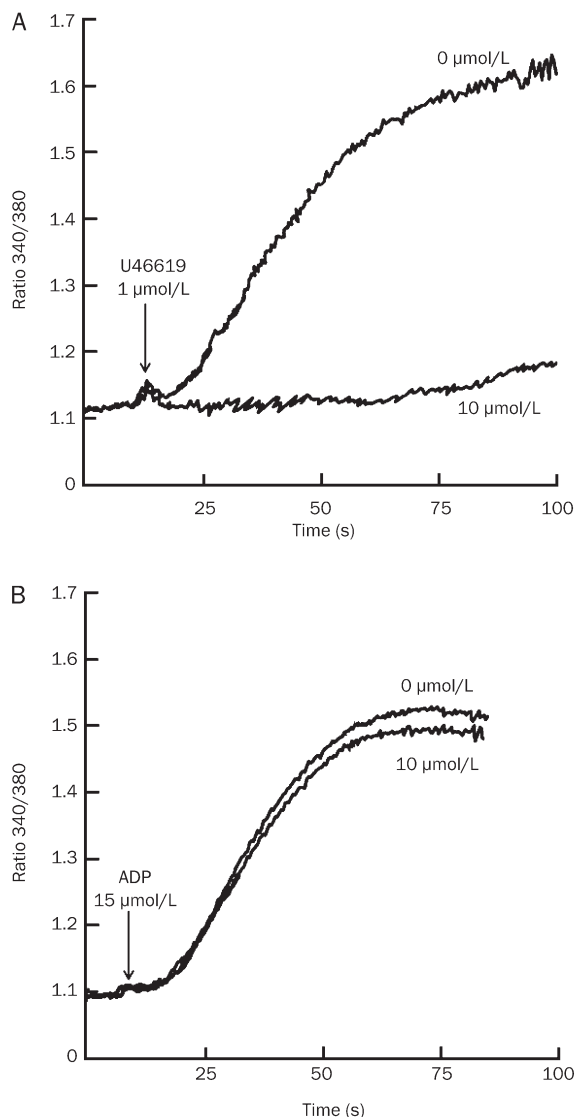 A
1.7
1.6
1.5
1.4
1.3
1.2
1.1
0
Ratio 340/380
0 μmol/L
U46619
1 μmol/L
10 μmol/L
25
50
75
100
Time (s)
B
1.7
1.6
1.5
1.4
1.3
1.2
1.1
0
Ratio 340/380
0 μmol/L
10 μmol/L
ADP
15 μmol/L
25
50
75
100
Time (s)